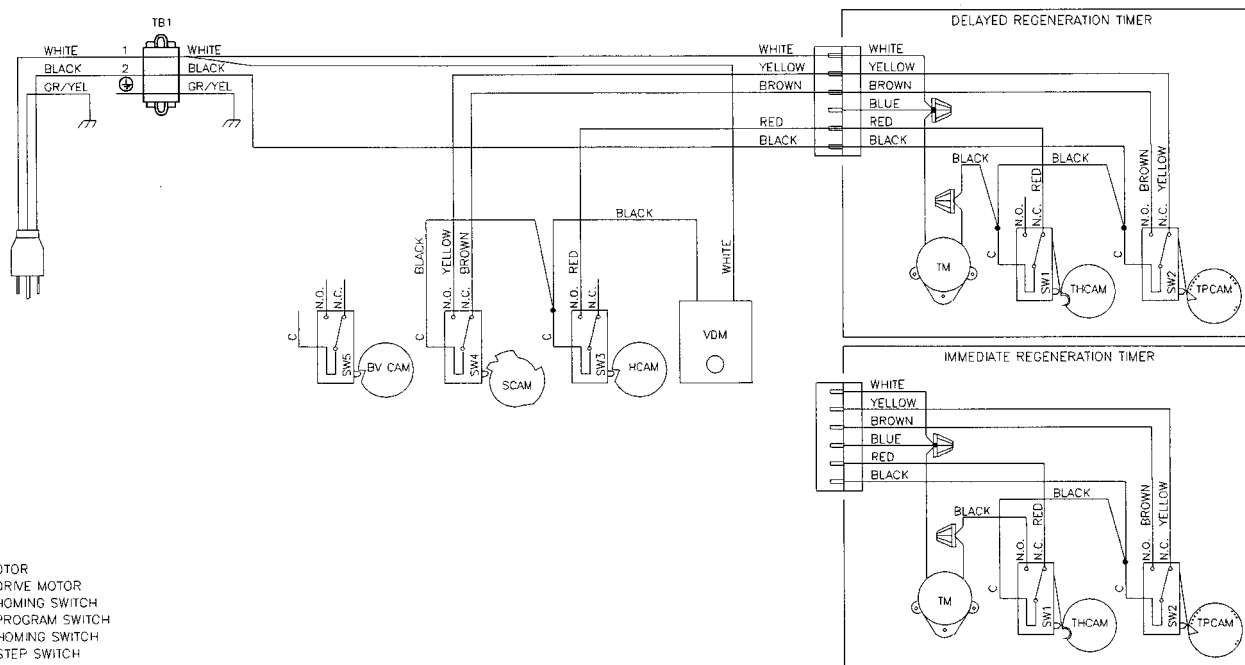 DELAYED REGENERATION TIMER
TB1
WHITE 1 WHITE
BLACK 2 BLACK
GR/YEL GR/YEL
WHITE WHITE
YELLOW YELLOW
BROWN BROWN
BLUE
RED RED
BLACK BLACK
BLACK
RED
BLACK
BROWN
YELLOW
N.O.
N.C.
N.O.
N.C.
C
C
TM
SW1
THCAM
SW2
TPCAM
BLACK
WHITE
BLACK
YELLOW
BROWN
RED
N.O.
N.C.
N.O.
N.C.
N.O.
N.C.
C
C
C
SW5
BV CAM
SW4
SCAM
SW3
HCAM
VDM
IMMEDIATE REGENERATION TIMER
WHITE
YELLOW
BROWN
BLUE
RED
BLACK
BLACK
BLACK
RED
BROWN
YELLOW
N.O.
N.C.
N.O.
N.C.
C
C
TM
SW1
THCAM
SW2
TPCAM
OTOR
DRIVE MOTOR
HOMING SWITCH
PROGRAM SWITCH
HOMING SWITCH
STEP SWITCH